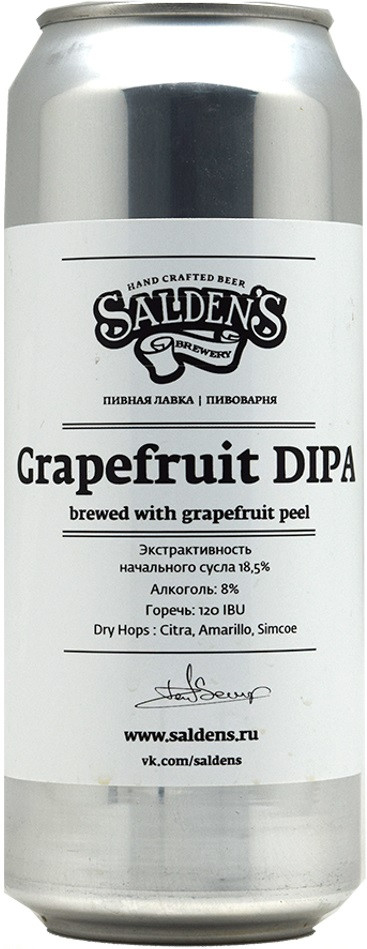 HAND CRAFTED BEER
SALDEN'S
BREWERY
ПИВНАЯ ЛАВКА | ПИВОВАРНЯ
Grapefruit DIPA
brewed with grapefruit peel
Экстрактивность
начального сусла 18,5%
Алкоголь: 8%
Горечь: 120 IBU
Dry Hops : Citra, Amarillo, Simcoe
www.saldens.ru
vk.com/saldens